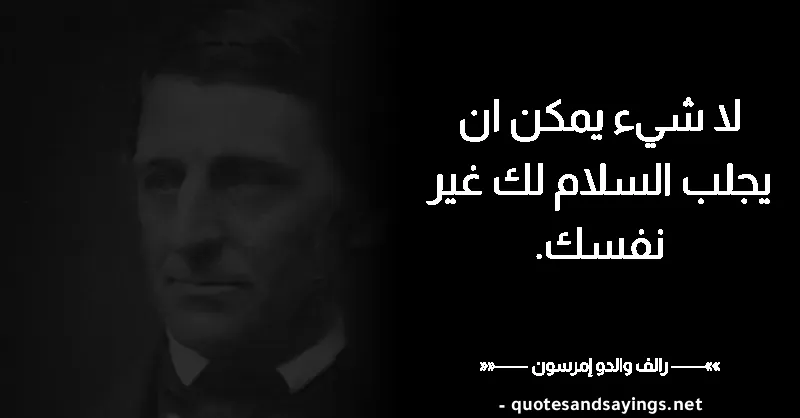 لا شيء يمكن ان
يجلب السلام لك غير
نفسك.
»»——— رالف والدو إمرسون ———««
- quotesandsayings.net